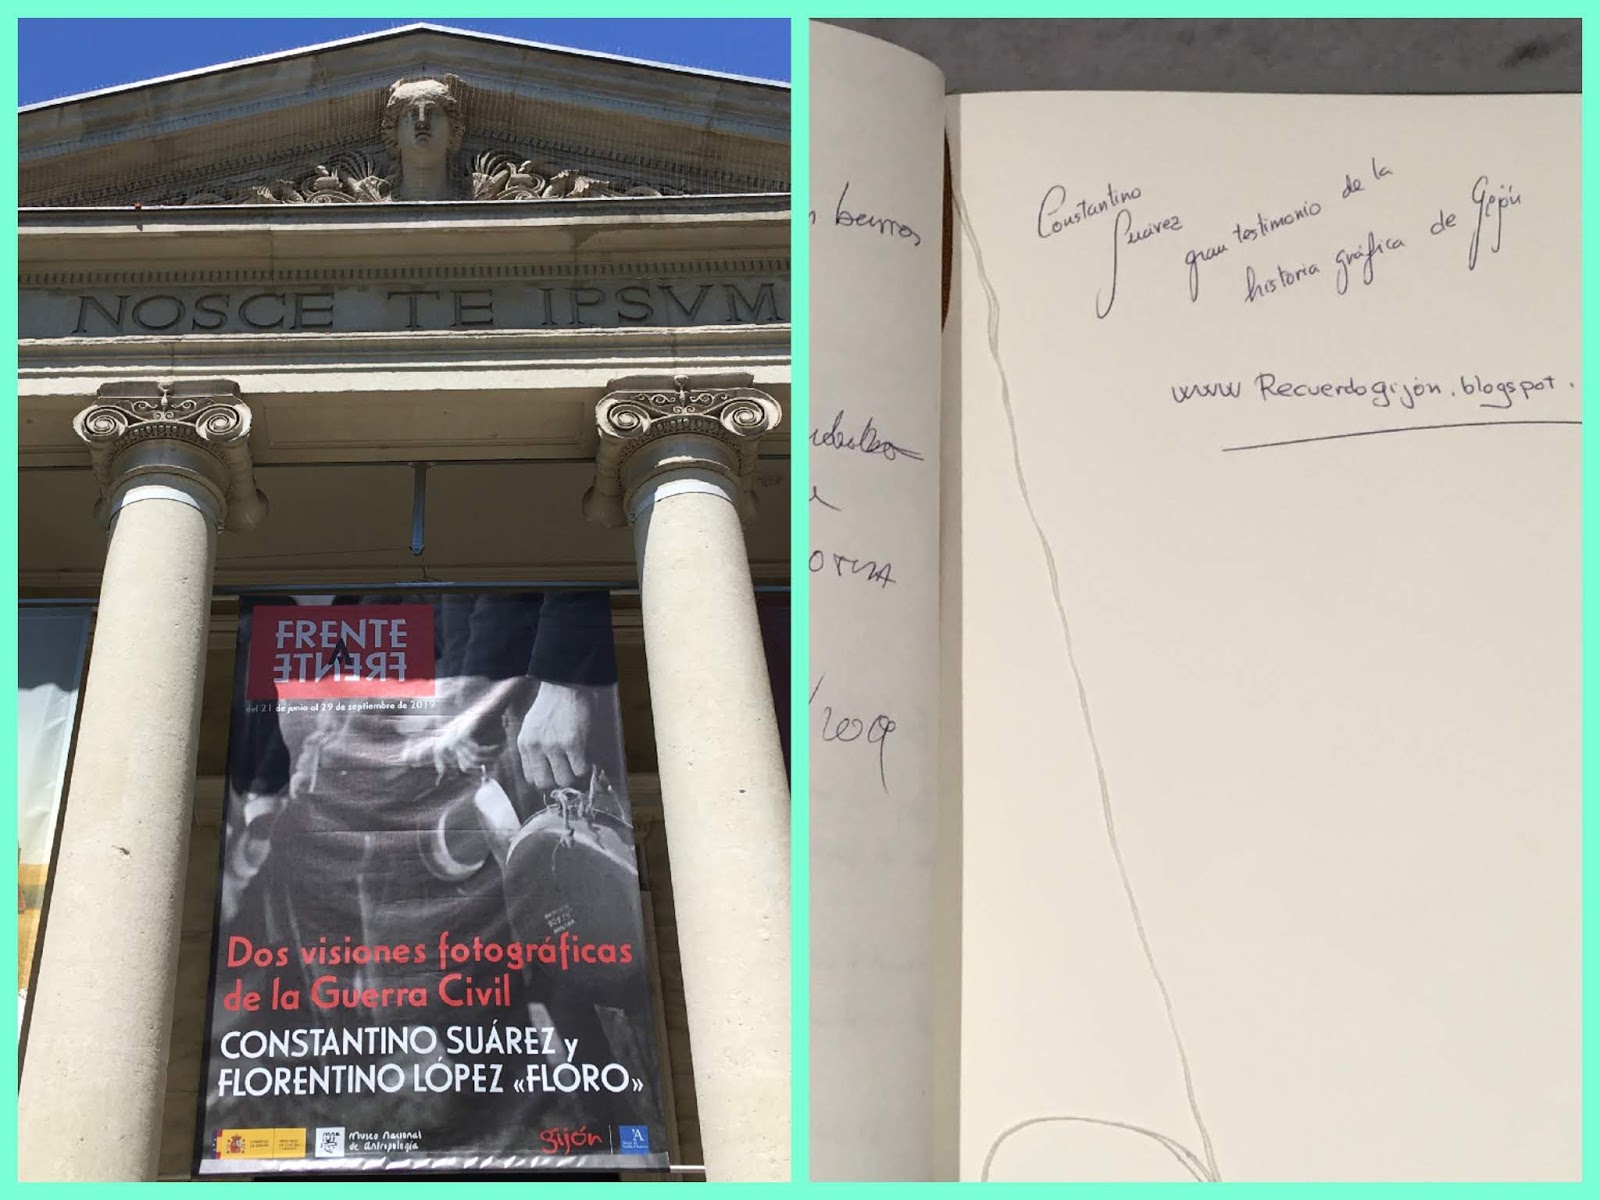 NOSCE TE IPSVM
FRENTE
A
FRENTE
del 21 de junio al 29 de septiembre de 2019
Dos visiones fotográficas
de la Guerra Civil
CONSTANTINO SUÁREZ y
FLORENTINO LÓPEZ «FLORO»
Museo Nacional
de Antropología
gijón
Constantino
Suárez gran testimonio de la
historia gráfica de Gijón
www Recuerdogijón.blogspot.